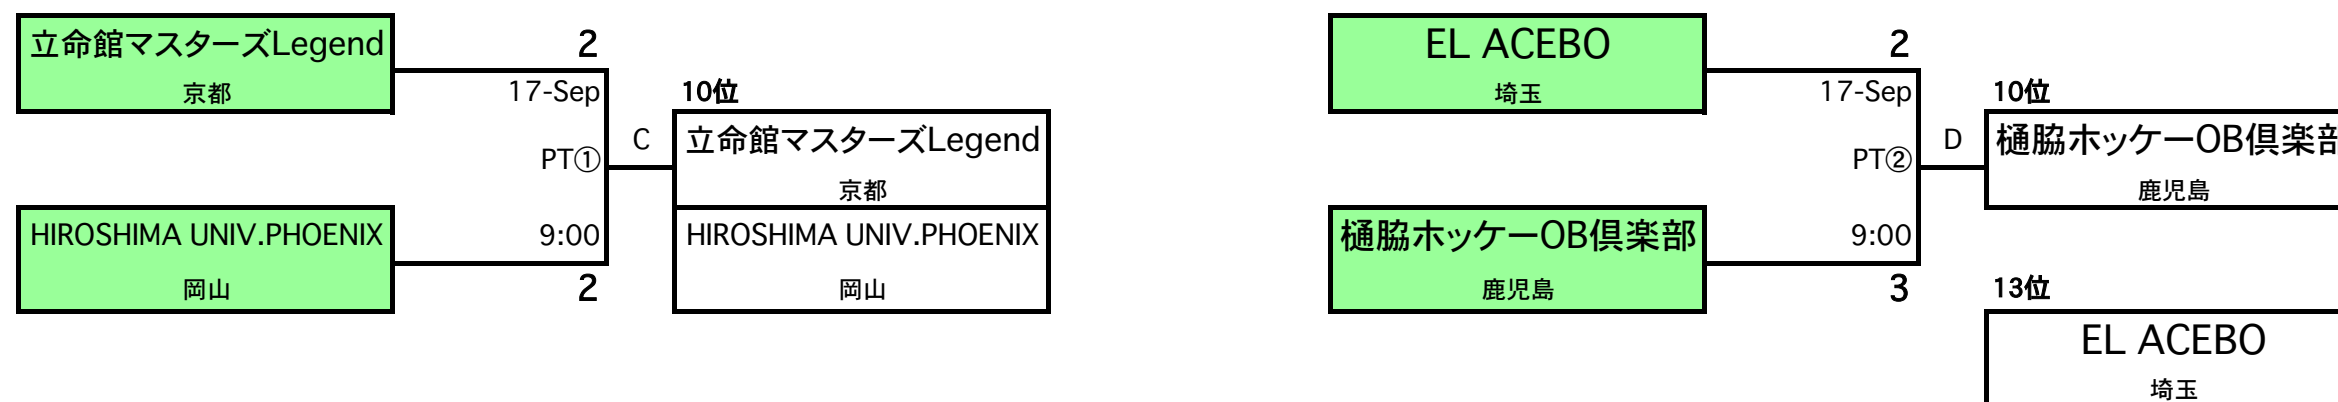 立命館マスターズLegend
京都
2
17-Sep
PT①
9:00
2
HIROSHIMA UNIV.PHOENIX
岡山
C
10位
立命館マスターズLegend
京都
HIROSHIMA UNIV.PHOENIX
岡山
EL ACEBO
埼玉
2
17-Sep
PT②
9:00
3
樋脇ホッケーOB倶楽部
鹿児島
D
10位
樋脇ホッケーOB倶楽部
鹿児島
13位
EL ACEBO
埼玉